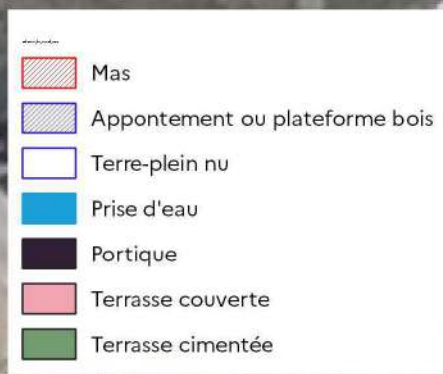 Mas
Appontement ou plateforme bois
Terre-plein nu
Prise d'eau
Portique
Terrasse couverte
Terrasse cimentée